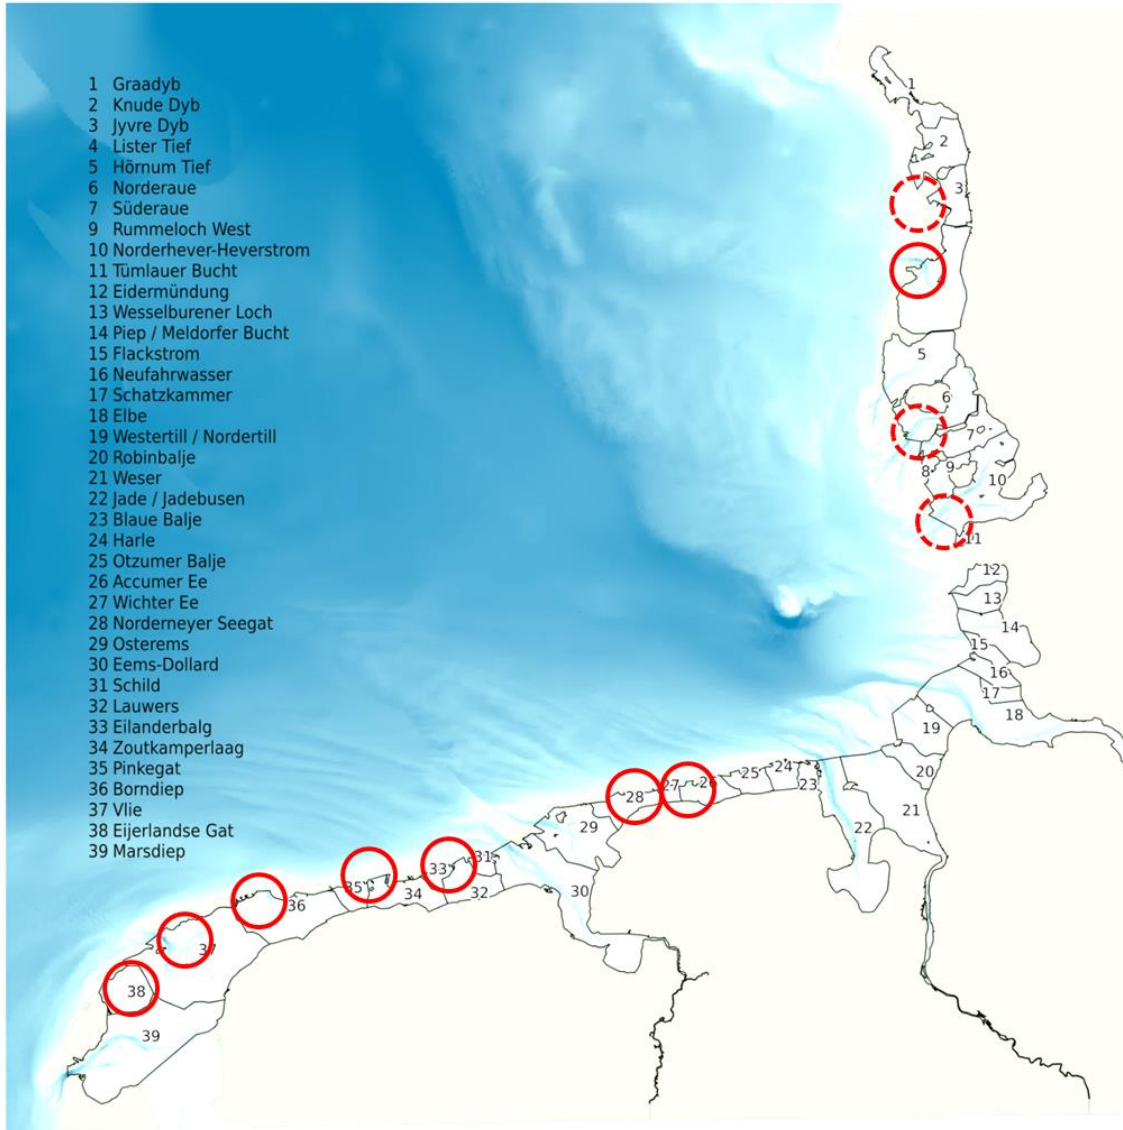 1 Graadyb
2 Knude Dyb
3 Jyvre Dyb
4 Lister Tief
5 Hörnum Tief
6 Norderaue
7 Süderaue
9 Rummeloch West
10 Norderhever-Heverstrom
11 Tümlauer Bucht
12 Eidermündung
13 Wesselburener Loch
14 Piep / Meldorfer Bucht
15 Flackstrom
16 Neufahrwasser
17 Schatzkammer
18 Elbe
19 Westertill / Nordertill
20 Robinbalje
21 Weser
22 Jade / Jadebusen
23 Blaue Balje
24 Harle
25 Otzumer Balje
26 Accumer Ee
27 Wichter Ee
28 Norderneyer Seegat
29 Osterems
30 Eems-Dollard
31 Schild
32 Lauwers
33 Eilanderbalg
34 Zoutkamperlaag
35 Pinkegat
36 Borndiep
37 Vlie
38 Eijerlandse Gat
39 Marsdiep
1
2
3
5
6
7
4
8
9
10
11
12
13
14
15
16
17
18
19
20
21
22
23
24
25
26
27
28
29
30
31
32
33
34
35
36
37
38
39